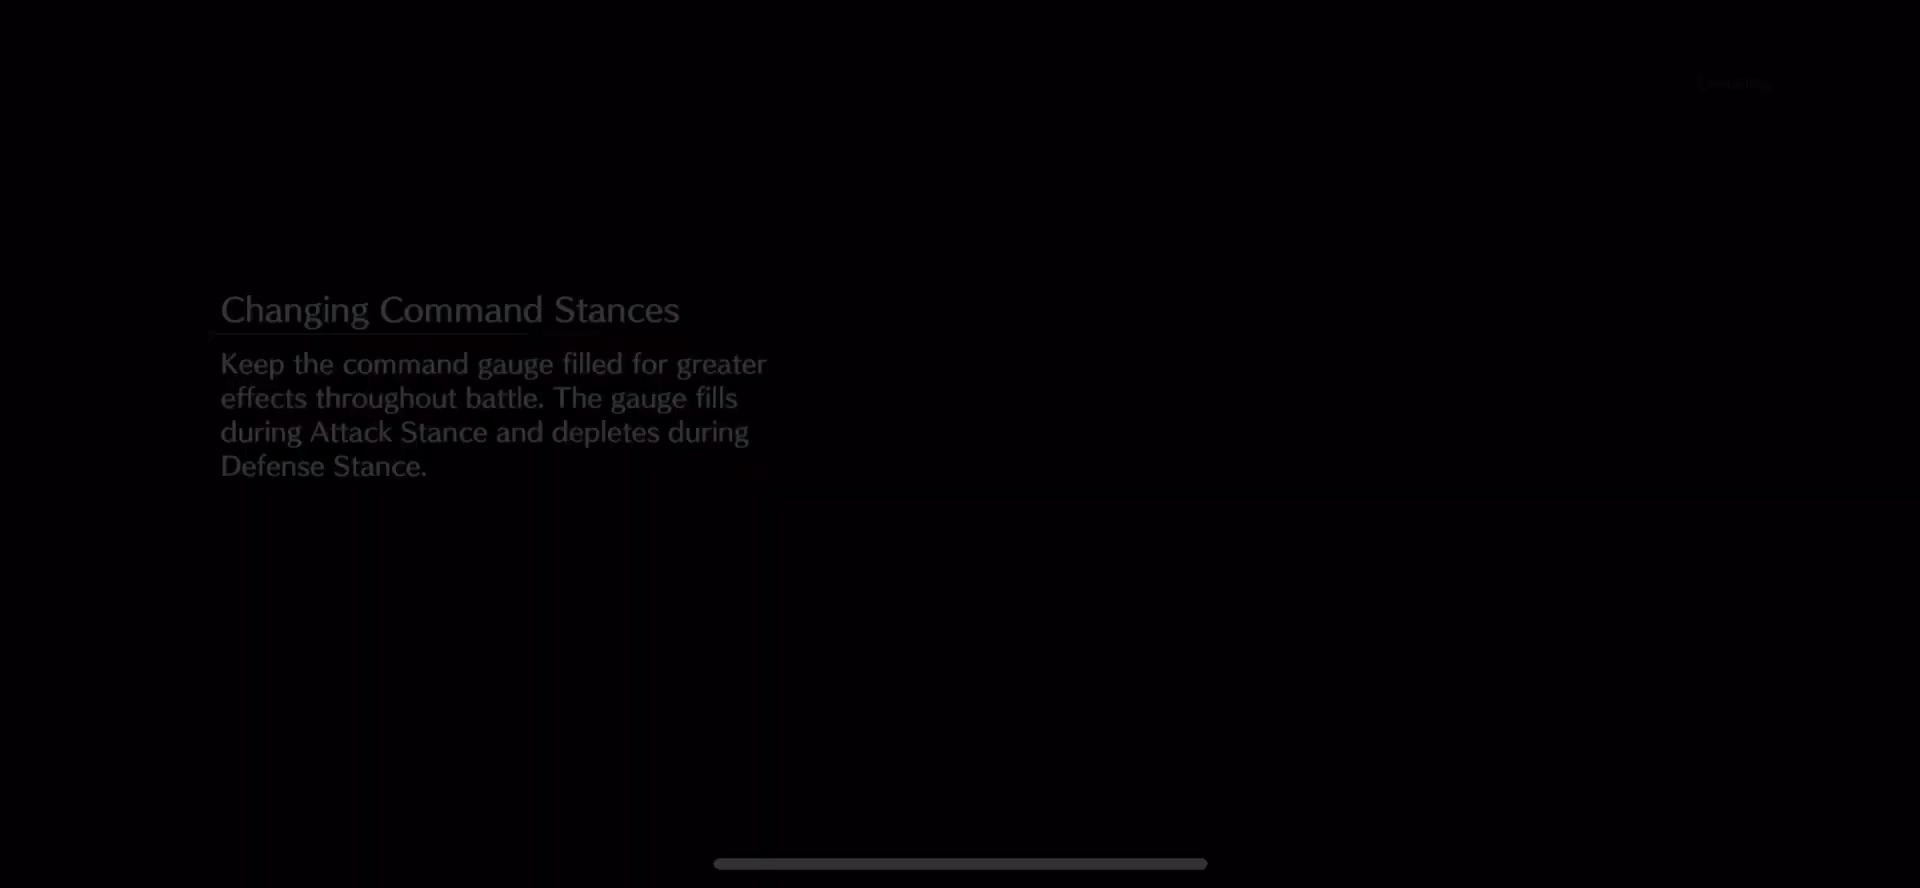 Changing Command Stances
Keep the command gauge filled for greater
effects throughout battle. The gauge fills
during Attack Stance and depletes during
Defense Stance.